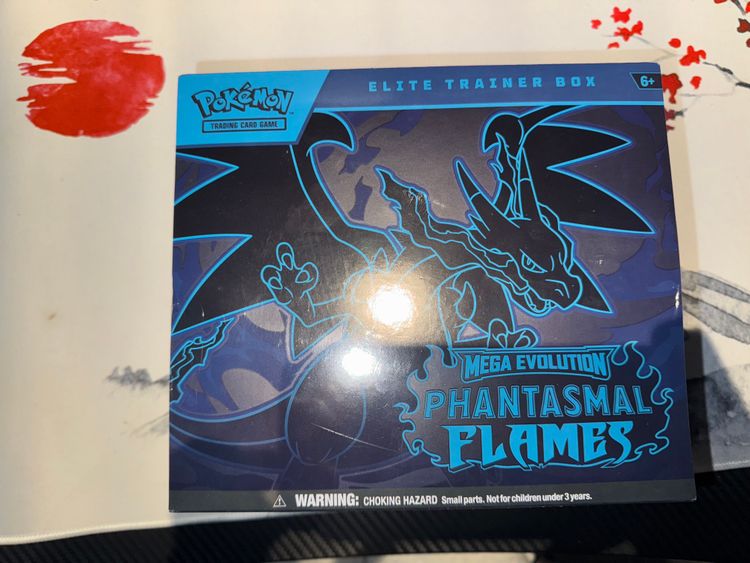 ELITE TRAINER BOX
6+
POKéMON
TRADING CARD GAME
MEGA EVOLUTION
PHANTASMAL
FLAMES
WARNING: CHOKING HAZARD Small parts. Not for children under 3 years.